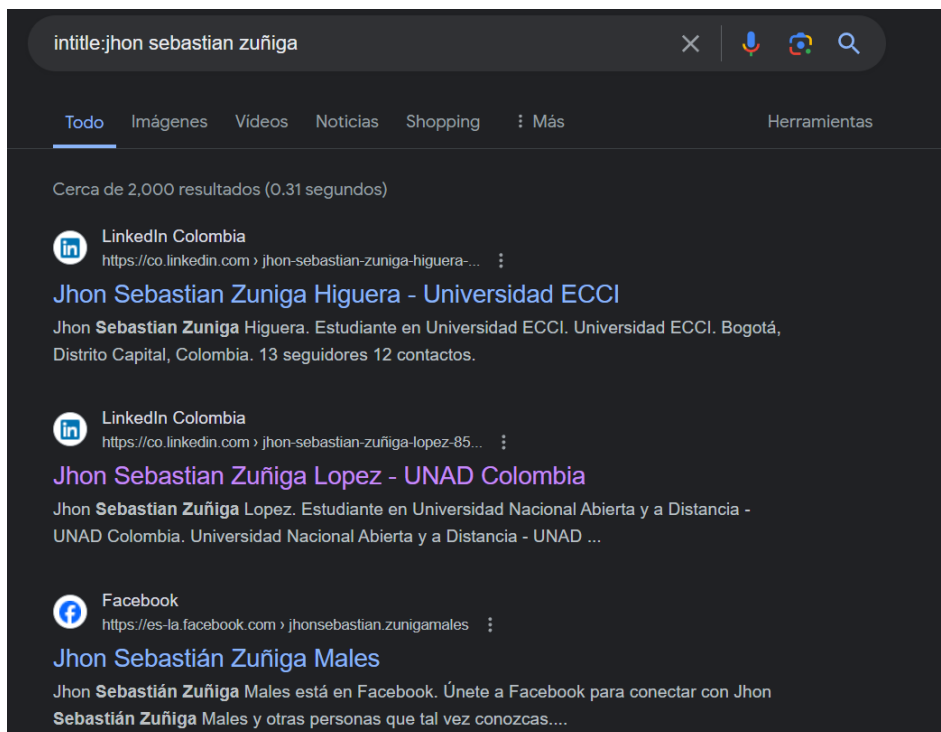 intitle:jhon sebastian zuñiga
Todo Imágenes Vídeos Noticias Shopping Más Herramientas
Cerca de 2,000 resultados (0.31 segundos)
in LinkedIn Colombia
https://co.linkedin.com › jhon-sebastian-zuniga-higuera-...
Jhon Sebastian Zuniga Higuera - Universidad ECCI
Jhon Sebastian Zuniga Higuera. Estudiante en Universidad ECCI. Universidad ECCI. Bogotá,
Distrito Capital, Colombia. 13 seguidores 12 contactos.
in LinkedIn Colombia
https://co.linkedin.com › jhon-sebastian-zuñiga-lopez-85...
Jhon Sebastian Zuñiga Lopez - UNAD Colombia
Jhon Sebastian Zuñiga Lopez. Estudiante en Universidad Nacional Abierta y a Distancia -
UNAD Colombia. Universidad Nacional Abierta y a Distancia - UNAD ...
f Facebook
https://es-la.facebook.com › jhonsebastian.zunigamales
Jhon Sebastián Zuñiga Males
Jhon Sebastián Zuñiga Males está en Facebook. Únete a Facebook para conectar con Jhon
Sebastián Zuñiga Males y otras personas que tal vez conozcas....